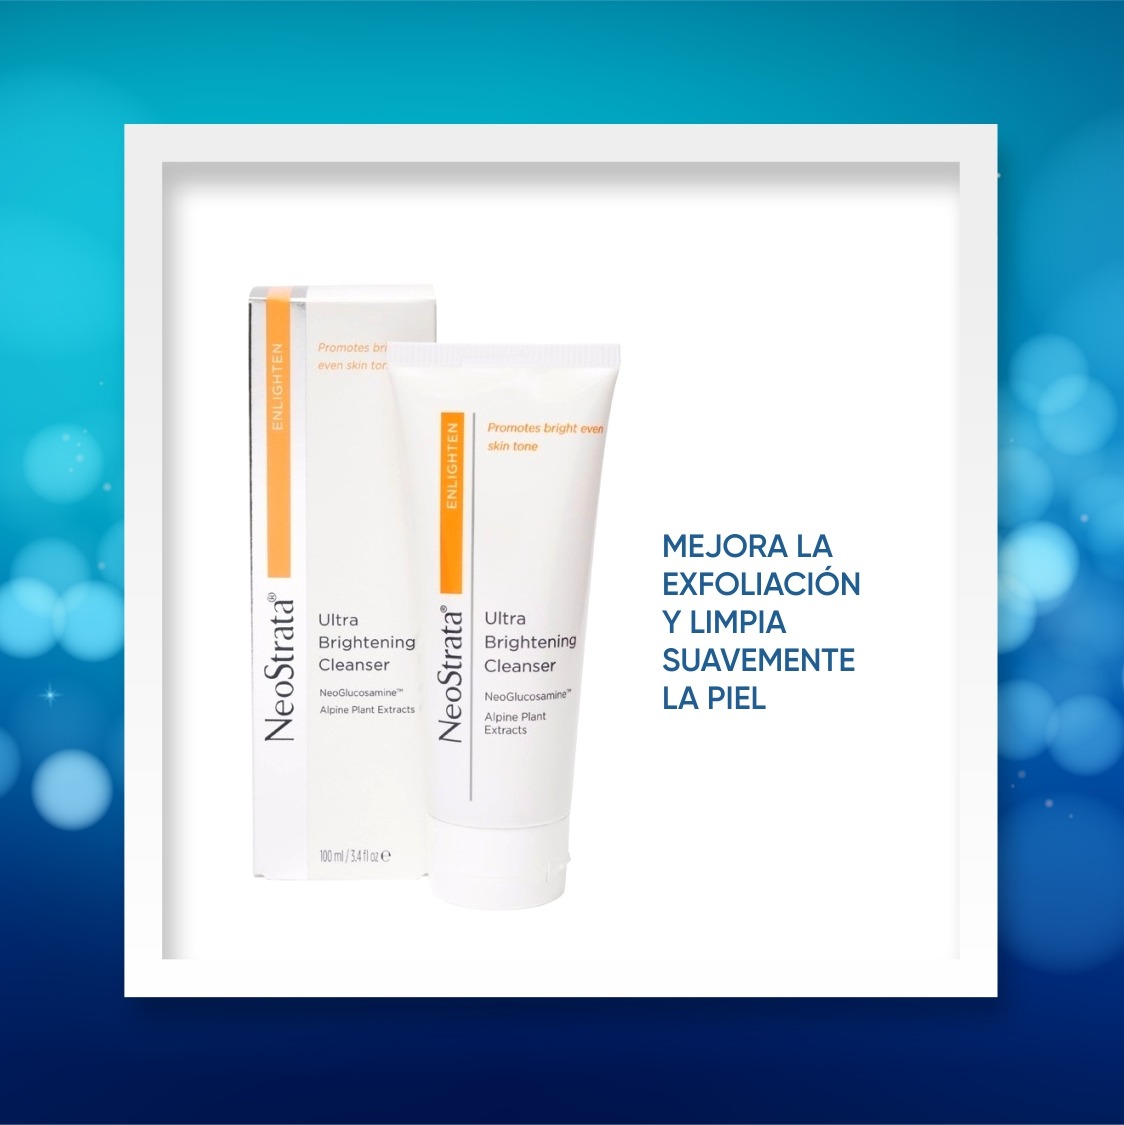 ENLIGHTEN
Promotes bri
even skin ton
NeoStrata®
Ultra
Brightening
Cleanser
NeoGlucosamine™
Alpine Plant Extracts
100 ml / 3.4 fl oz ℮
ENLIGHTEN
Promotes bright even
skin tone
NeoStrata®
Ultra
Brightening
Cleanser
NeoGlucosamine™
Alpine Plant
Extracts
MEJORA LA
EXFOLIACIÓN
Y LIMPIA
SUAVEMENTE
LA PIEL